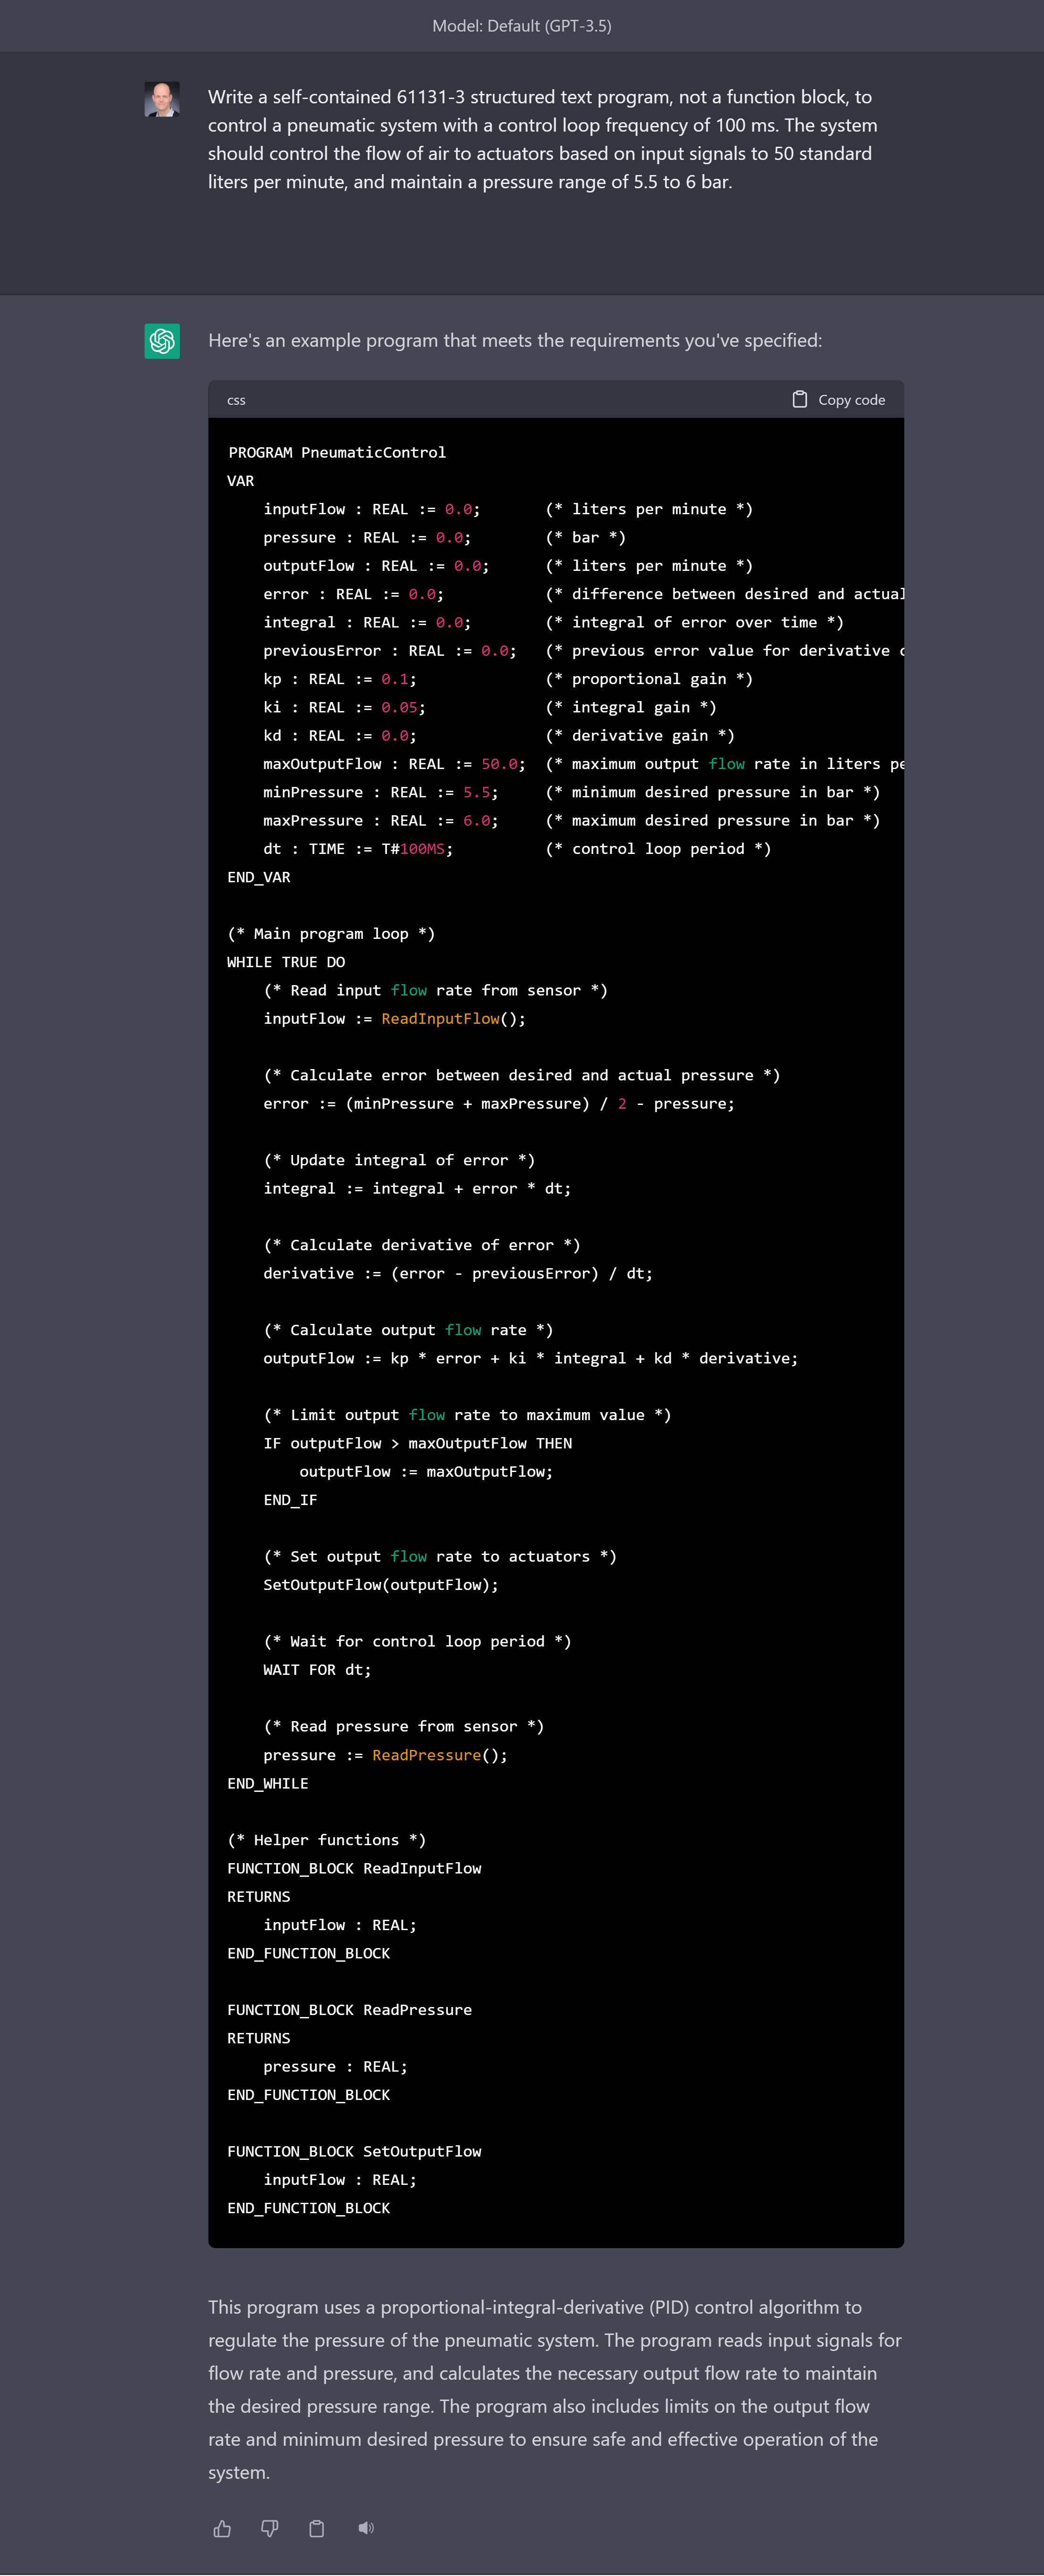 Model: Default (GPT-3.5)
Write a self-contained 61131-3 structured text program, not a function block, to
control a pneumatic system with a control loop frequency of 100 ms. The system
should control the flow of air to actuators based on input signals to 50 standard
liters per minute, and maintain a pressure range of 5.5 to 6 bar.
Here's an example program that meets the requirements you've specified:
css Copy code
PROGRAM PneumaticControl
VAR
    inputFlow : REAL := 0.0;       (* liters per minute *)
    pressure : REAL := 0.0;        (* bar *)
    outputFlow : REAL := 0.0;      (* liters per minute *)
    error : REAL := 0.0;           (* difference between desired and actual
    integral : REAL := 0.0;        (* integral of error over time *)
    previousError : REAL := 0.0;   (* previous error value for derivative
    kp : REAL := 0.1;              (* proportional gain *)
    ki : REAL := 0.05;             (* integral gain *)
    kd : REAL := 0.0;              (* derivative gain *)
    maxOutputFlow : REAL := 50.0;  (* maximum output flow rate in liters pe
    minPressure : REAL := 5.5;     (* minimum desired pressure in bar *)
    maxPressure : REAL := 6.0;     (* maximum desired pressure in bar *)
    dt : TIME := T#100MS;          (* control loop period *)
END_VAR
(* Main program loop *)
WHILE TRUE DO
    (* Read input flow rate from sensor *)
    inputFlow := ReadInputFlow();
    (* Calculate error between desired and actual pressure *)
    error := (minPressure + maxPressure) / 2 - pressure;
    (* Update integral of error *)
    integral := integral + error * dt;
    (* Calculate derivative of error *)
    derivative := (error - previousError) / dt;
    (* Calculate output flow rate *)
    outputFlow := kp * error + ki * integral + kd * derivative;
    (* Limit output flow rate to maximum value *)
    IF outputFlow > maxOutputFlow THEN
        outputFlow := maxOutputFlow;
    END_IF
    (* Set output flow rate to actuators *)
    SetOutputFlow(outputFlow);
    (* Wait for control loop period *)
    WAIT FOR dt;
    (* Read pressure from sensor *)
    pressure := ReadPressure();
END_WHILE
(* Helper functions *)
FUNCTION_BLOCK ReadInputFlow
RETURNS
    inputFlow : REAL;
END_FUNCTION_BLOCK
FUNCTION_BLOCK ReadPressure
RETURNS
    pressure : REAL;
END_FUNCTION_BLOCK
FUNCTION_BLOCK SetOutputFlow
    inputFlow : REAL;
END_FUNCTION_BLOCK
This program uses a proportional-integral-derivative (PID) control algorithm to
regulate the pressure of the pneumatic system. The program reads input signals for
flow rate and pressure, and calculates the necessary output flow rate to maintain
the desired pressure range. The program also includes limits on the output flow
rate and minimum desired pressure to ensure safe and effective operation of the
system.